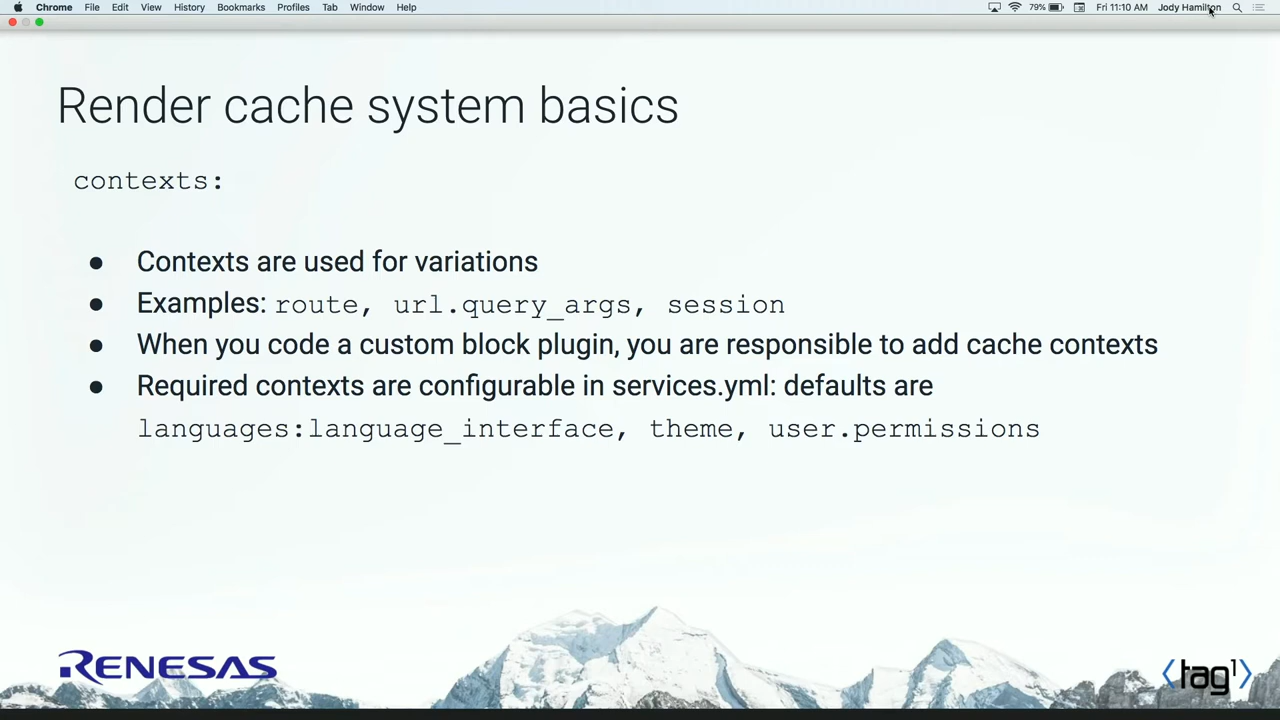 Chrome File Edit View History Bookmarks Profiles Tab Window Help 79% Fri 11:10 AM Jody Hamilton
Render cache system basics
contexts:
● Contexts are used for variations
● Examples: route, url.query_args, session
● When you code a custom block plugin, you are responsible to add cache contexts
● Required contexts are configurable in services.yml: defaults are
languages:language_interface, theme, user.permissions
RENESAS
<tag1>